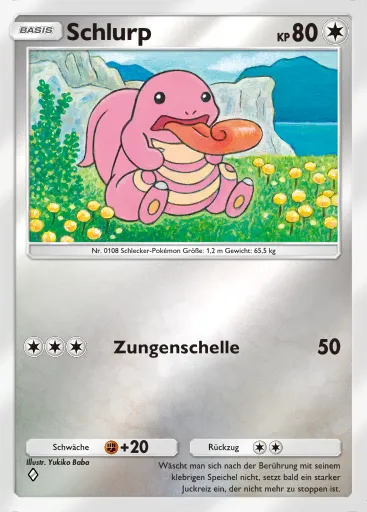 BASIS Schlurp KP 80
Nr. 0108 Schlecker-Pokémon Größe: 1,2 m Gewicht: 65,5 kg
Zungenschelle 50
Schwäche +20 Rückzug
Illustr. Yukiko Baba
Wäscht man sich nach der Berührung mit seinem
klebrigen Speichel nicht, setzt bald ein starker
Juckreiz ein, der nicht mehr zu stoppen ist.